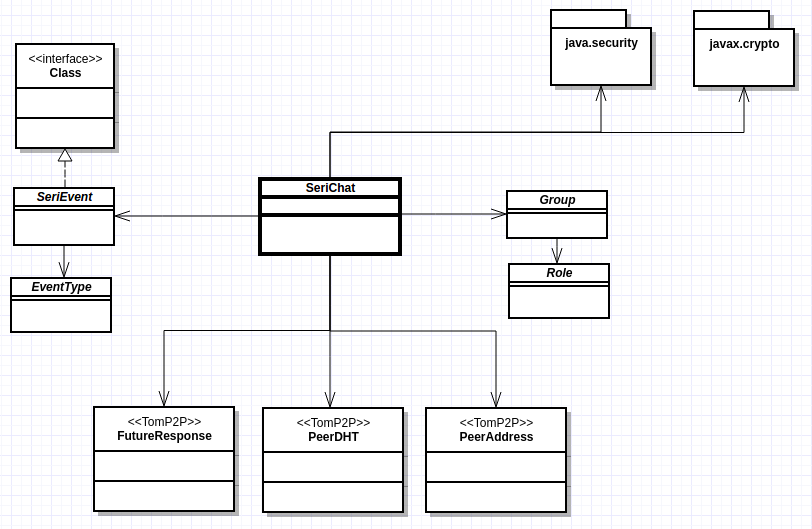 java.security
javax.crypto
<<interface>>
Class
SeriChat
SeriEvent
Group
EventType
Role
<<TomP2P>>
FutureResponse
<<TomP2P>>
PeerDHT
<<TomP2P>>
PeerAddress